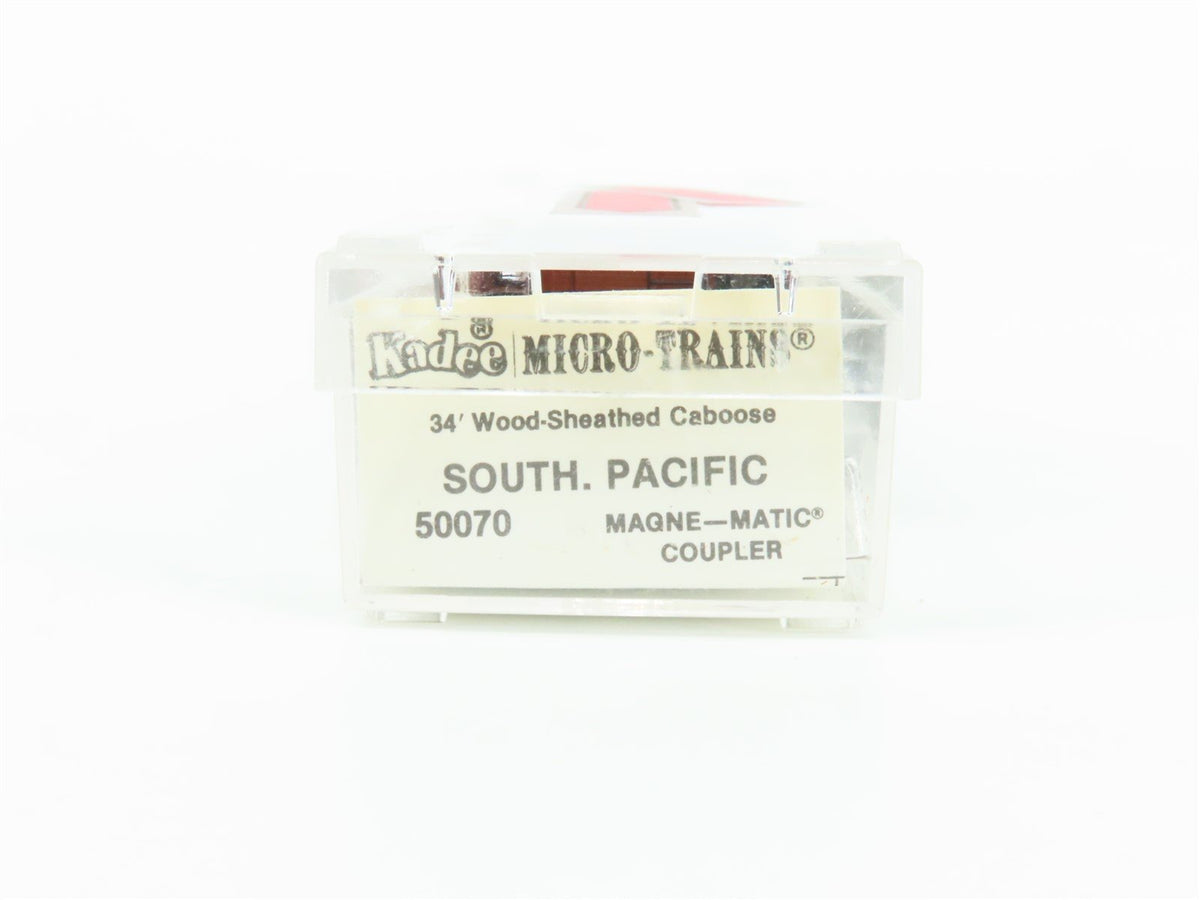 Kadee® MICRO-TRAINS®
34' Wood-Sheathed Caboose
SOUTH. PACIFIC
50070 MAGNE—MATIC®
COUPLER